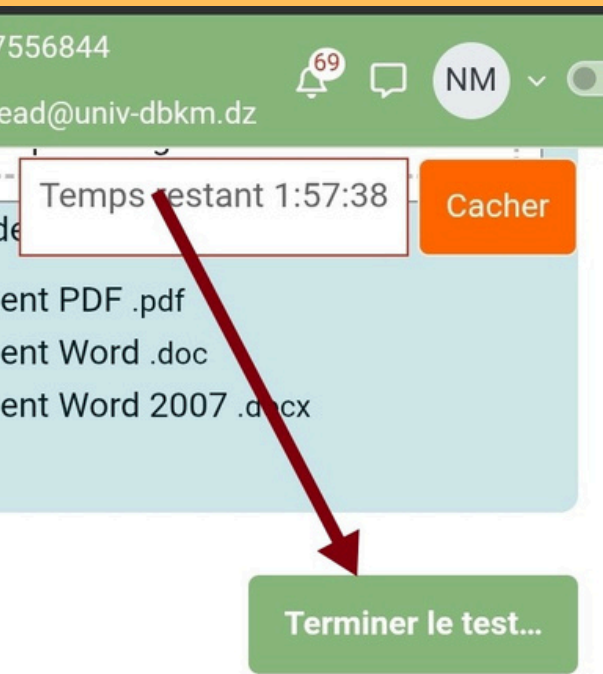 7556844
69
NM
ead@univ-dbkm.dz
Temps restant 1:57:38
Cacher
de
ent PDF .pdf
ent Word .doc
ent Word 2007 .docx
Terminer le test...